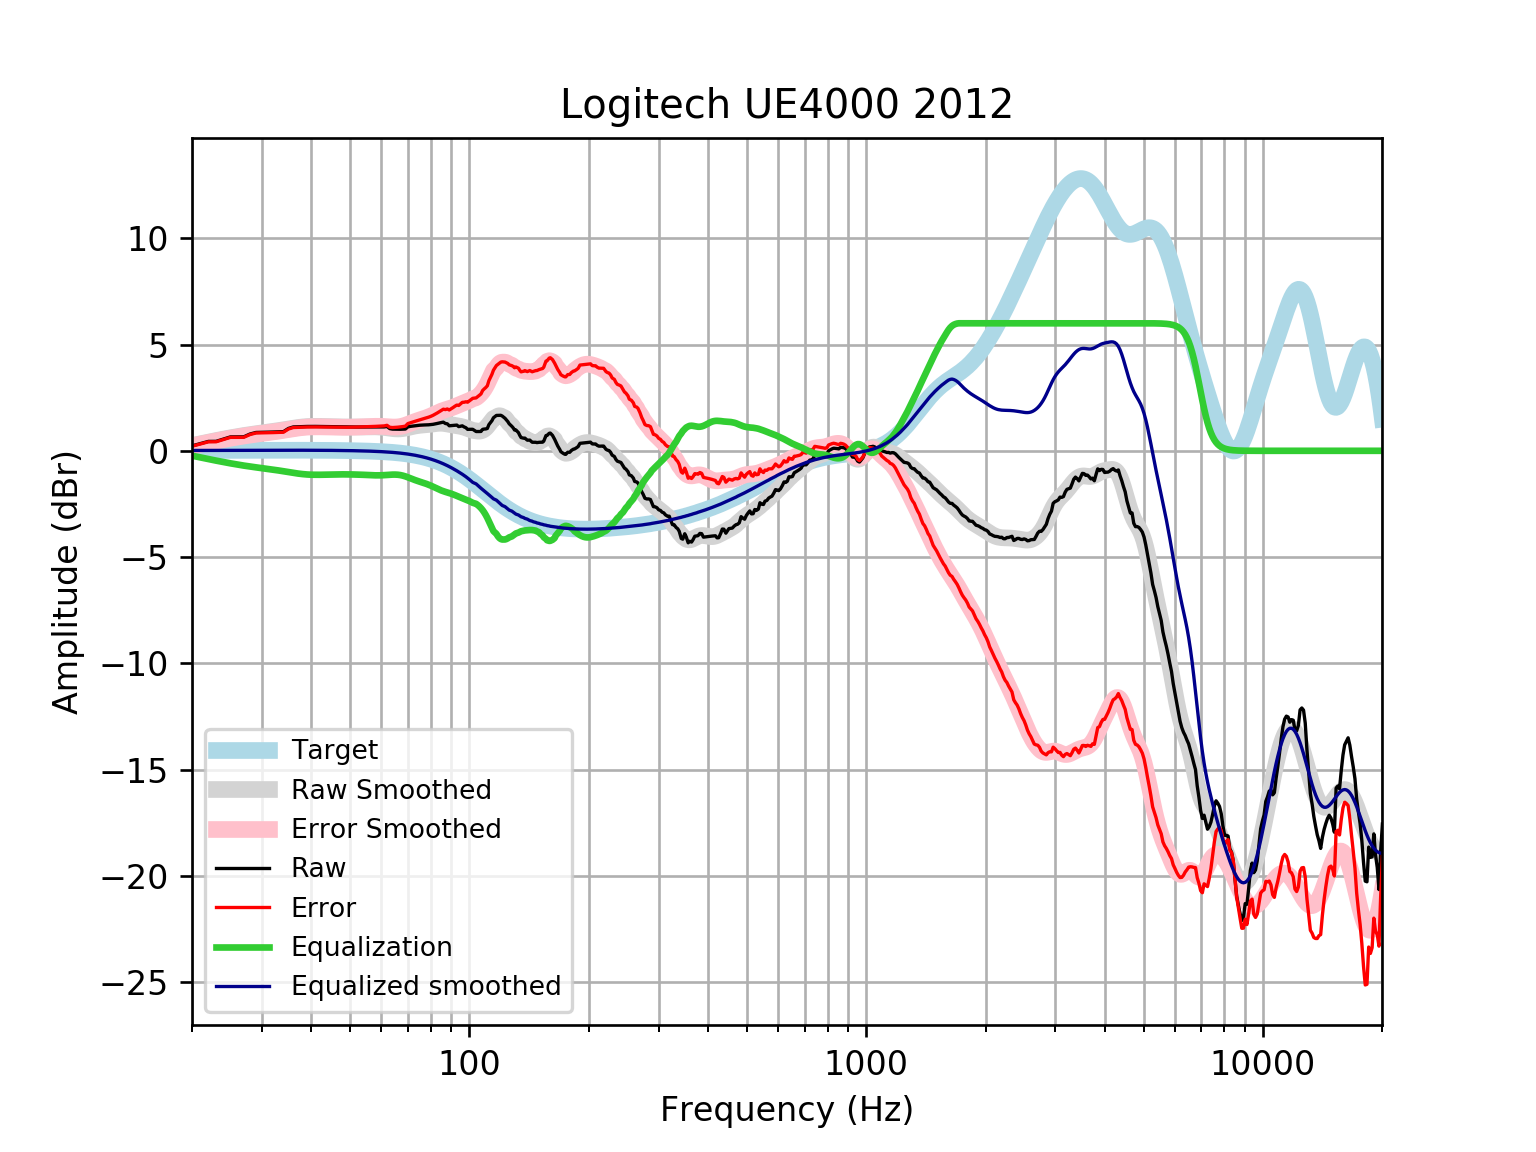 Logitech UE4000 2012
10
5
0
−5
−10
−15
−20
−25
Amplitude (dBr)
Target
Raw Smoothed
Error Smoothed
Raw
Error
Equalization
Equalized smoothed
100
1000
10000
Frequency (Hz)